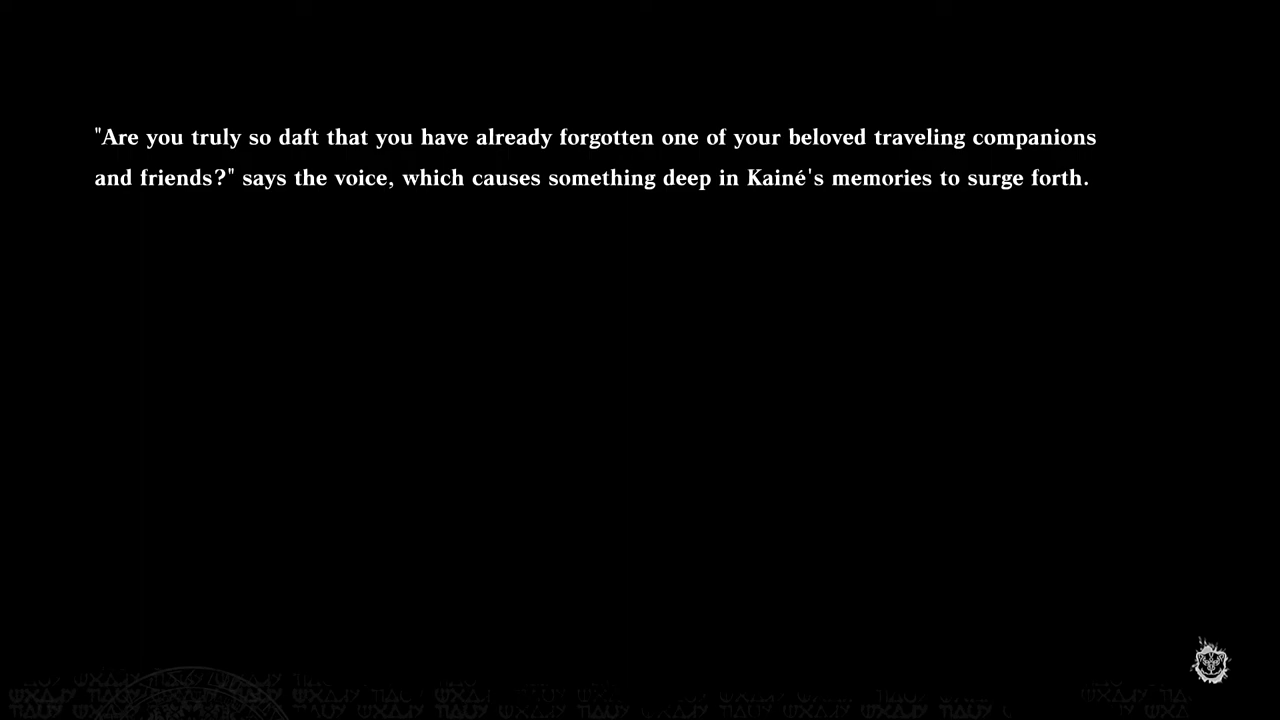 "Are you truly so daft that you have already forgotten one of your beloved traveling companions
and friends?" says the voice, which causes something deep in Kainé's memories to surge forth.